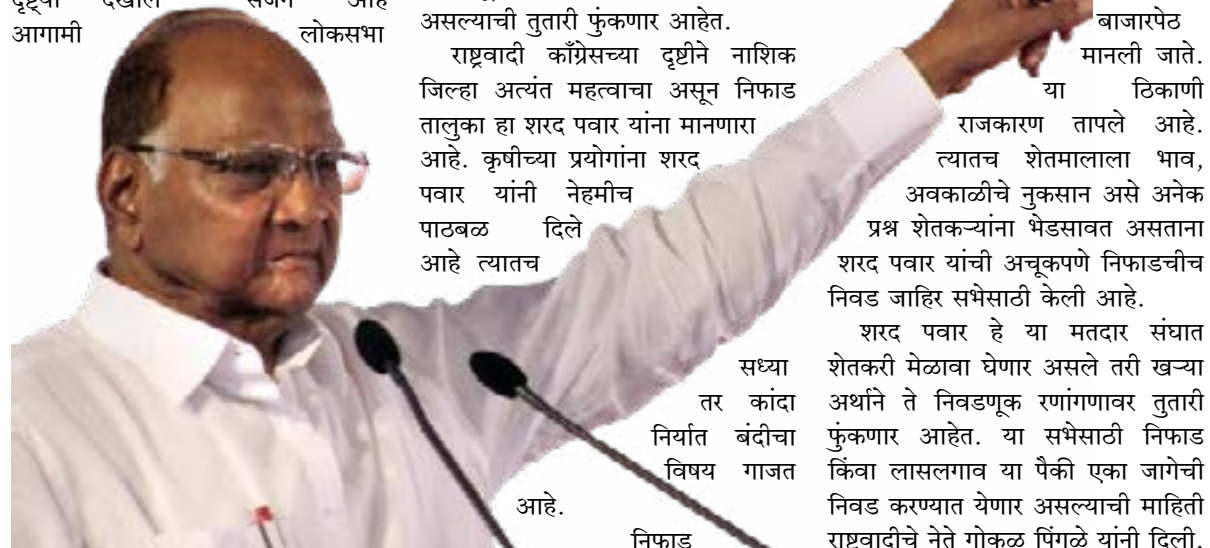 आगामी लोकसभा
असल्याची तुतारी फुंकणार आहेत.
राष्ट्रवादी काँग्रेसच्या दृष्टीने नाशिक
जिल्हा अत्यंत महत्वाचा असून निफाड
तालुका हा शरद पवार यांना मानणारा
आहे. कृषीच्या प्रयोगांना शरद
पवार यांनी नेहमीच
पाठबळ दिले
आहे त्यातच
सध्या
तर कांदा
निर्यात बंदीचा
विषय गाजत
आहे.
निफाड
बाजारपेठ
मानली जाते.
या ठिकाणी
राजकारण तापले आहे.
त्यातच शेतमालाला भाव,
अवकाळीचे नुकसान असे अनेक
प्रश्न शेतकऱ्यांना भेडसावत असताना
शरद पवार यांची अचूकपणे निफाडचीच
निवड जाहिर सभेसाठी केली आहे.
शरद पवार हे या मतदार संघात
शेतकरी मेळावा घेणार असले तरी खऱ्या
अर्थाने ते निवडणूक रणांगणावर तुतारी
फुंकणार आहेत. या सभेसाठी निफाड
किंवा लासलगाव या पैकी एका जागेची
निवड करण्यात येणार असल्याची माहिती
राष्ट्रवादीचे नेते गोकळ पिंगळे यांनी दिली.